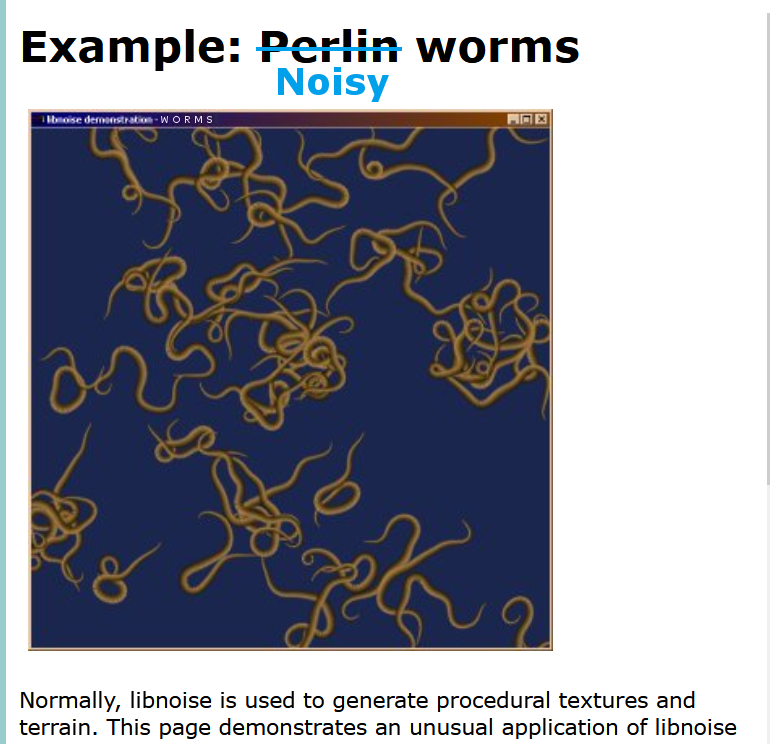 Example: Perlin worms
Noisy
libnoise demonstration - W O R M S
Normally, libnoise is used to generate procedural textures and
terrain. This page demonstrates an unusual application of libnoise